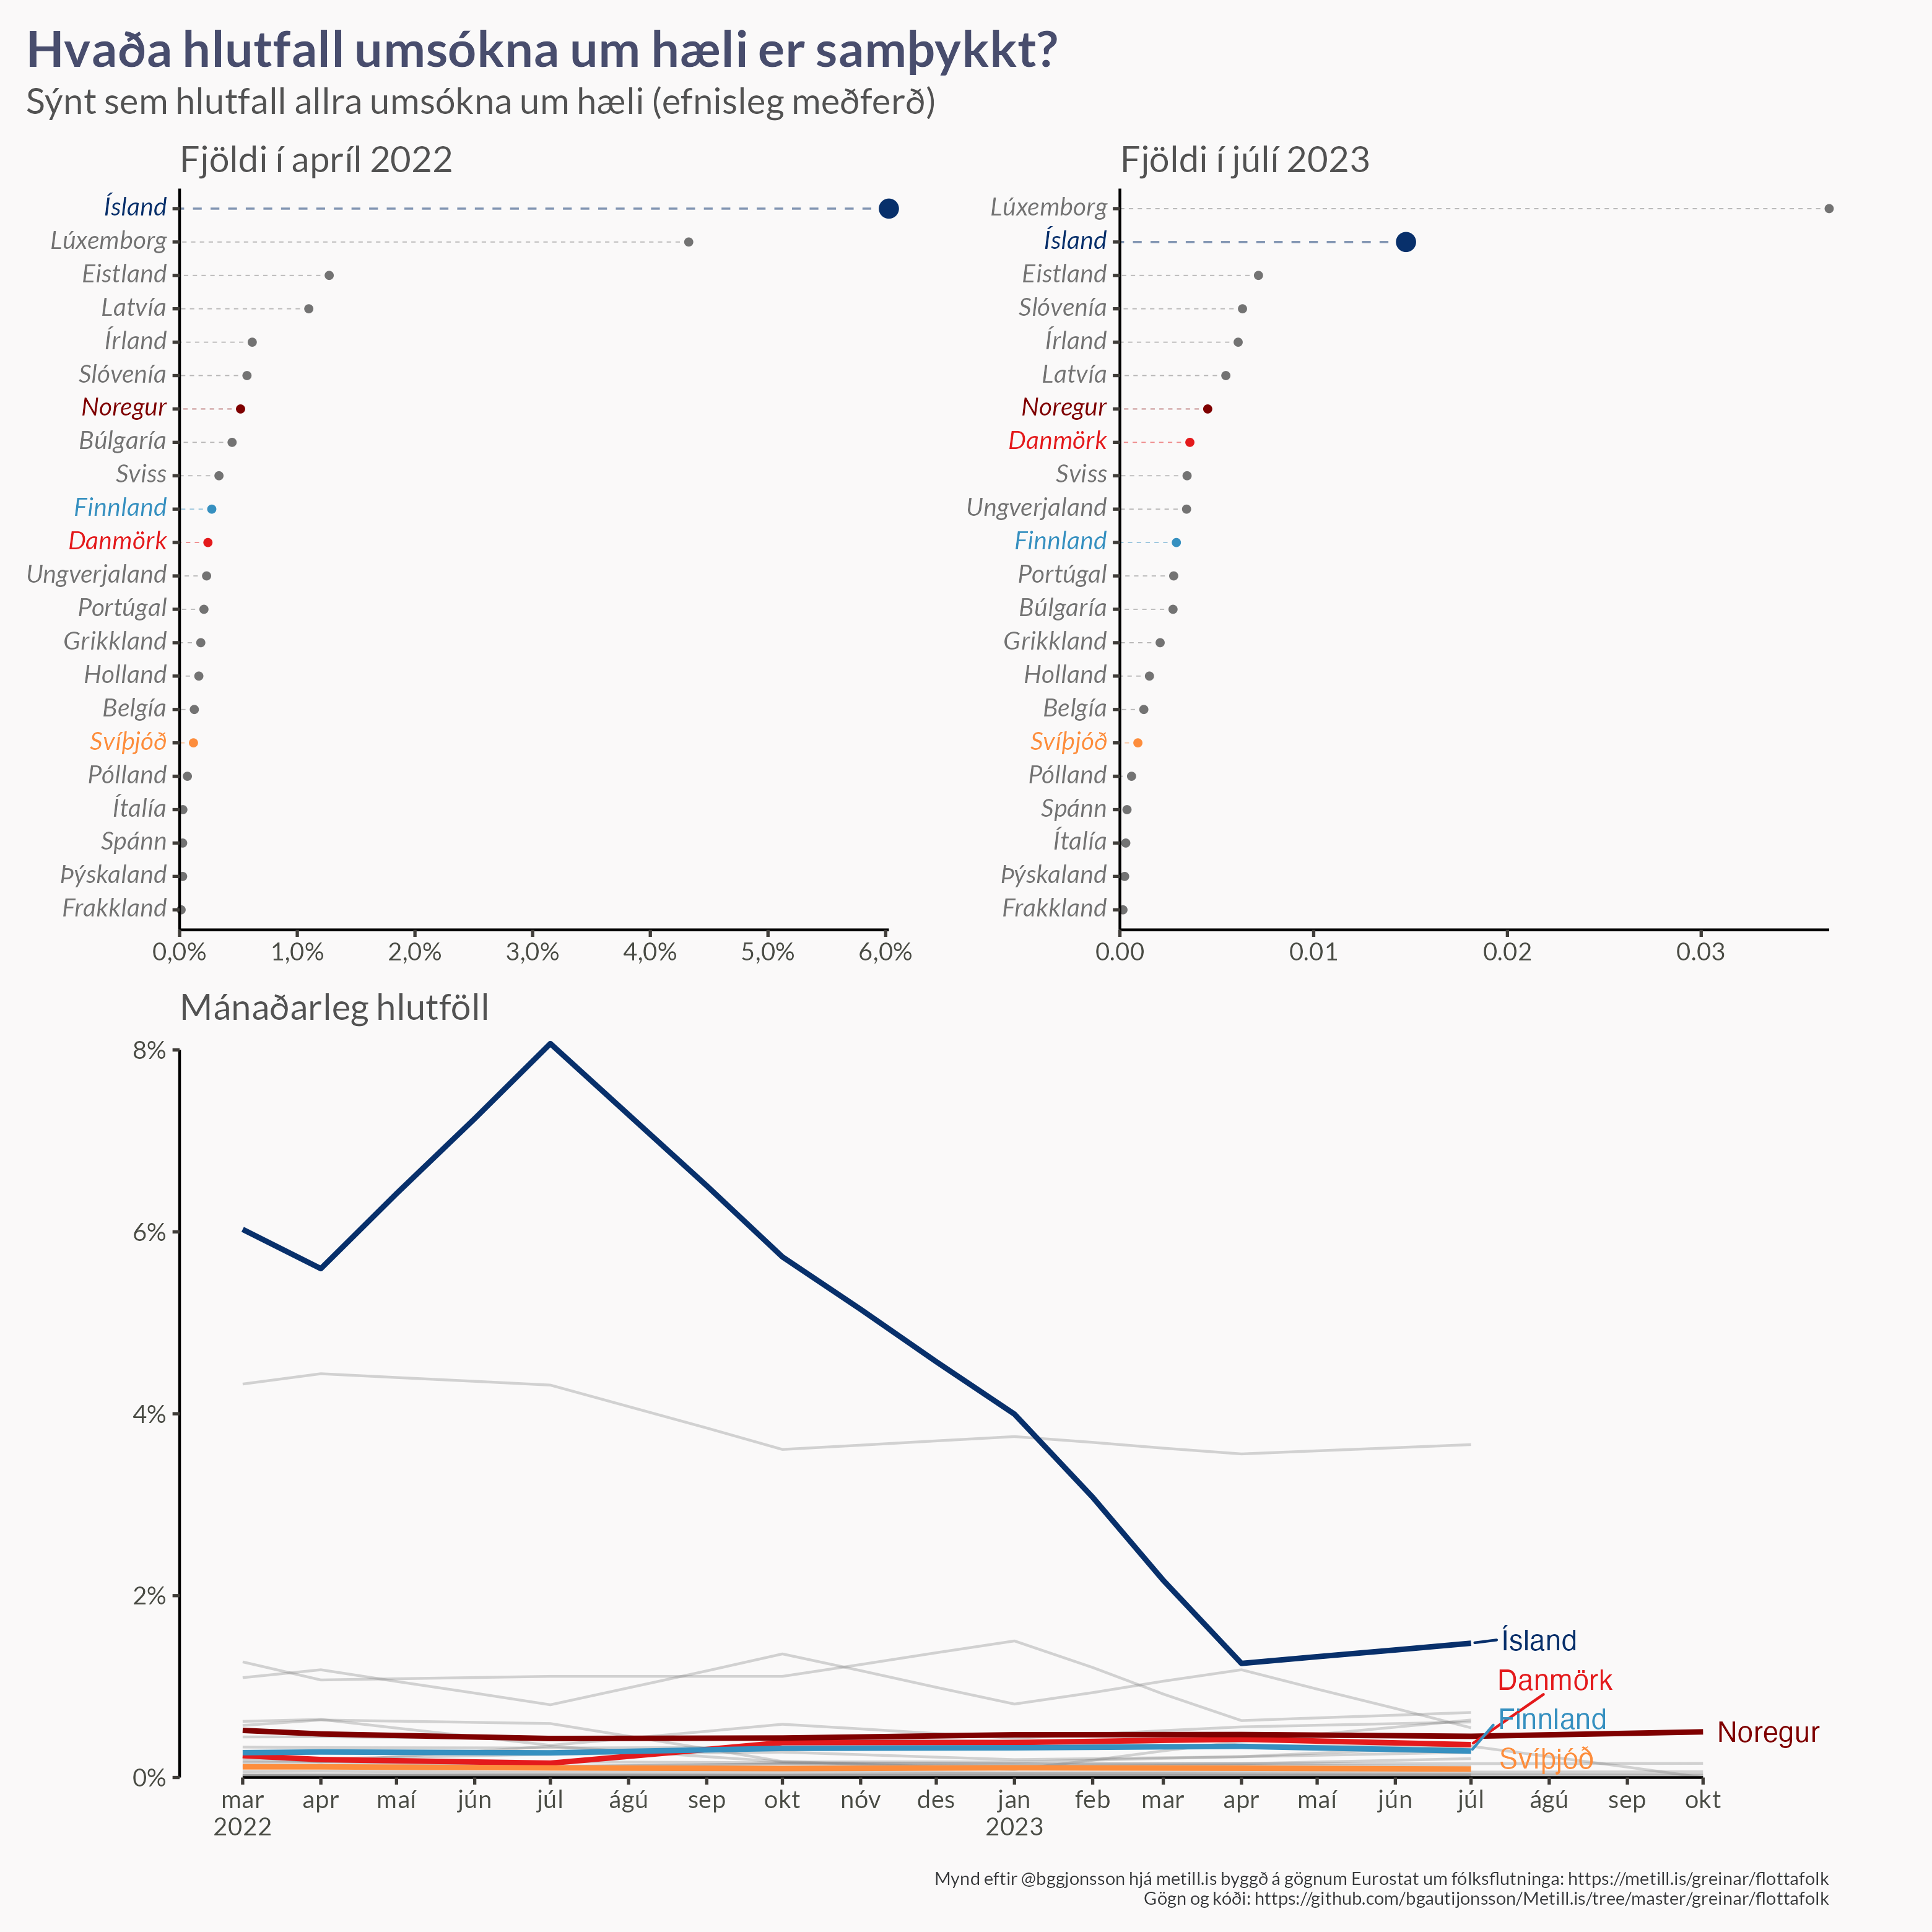 Hvaða hlutfall umsókna um hæli er samþykkt?
Sýnt sem hlutfall allra umsókna um hæli (efnisleg meðferð)
Fjöldi í apríl 2022
Ísland
Lúxemborg
Eistland
Latvía
Írland
Slóvenía
Noregur
Búlgaría
Sviss
Finnland
Danmörk
Ungverjaland
Portúgal
Grikkland
Holland
Belgía
Svíþjóð
Pólland
Ítalía
Spánn
Þýskaland
Frakkland
0,0% 1,0% 2,0% 3,0% 4,0% 5,0% 6,0%
Fjöldi í júlí 2023
Lúxemborg
Ísland
Eistland
Slóvenía
Írland
Latvía
Noregur
Danmörk
Sviss
Ungverjaland
Finnland
Portúgal
Búlgaría
Grikkland
Holland
Belgía
Svíþjóð
Pólland
Spánn
Ítalía
Þýskaland
Frakkland
0.00 0.01 0.02 0.03
Mánaðarleg hlutföll
8%
6%
4%
2%
0%
Ísland
Danmörk
Finnland
Noregur
Svíþjóð
mar apr maí jún júl ágú sep okt nóv des jan feb mar apr maí jún júl ágú sep okt
2022 2023
Mynd eftir @bggjonsson hjá metill.is byggð á gögnum Eurostat um fólksflutninga: https://metill.is/greinar/flottafolk
Gögn og kóði: https://github.com/bgautijonsson/Metill.is/tree/master/greinar/flottafolk